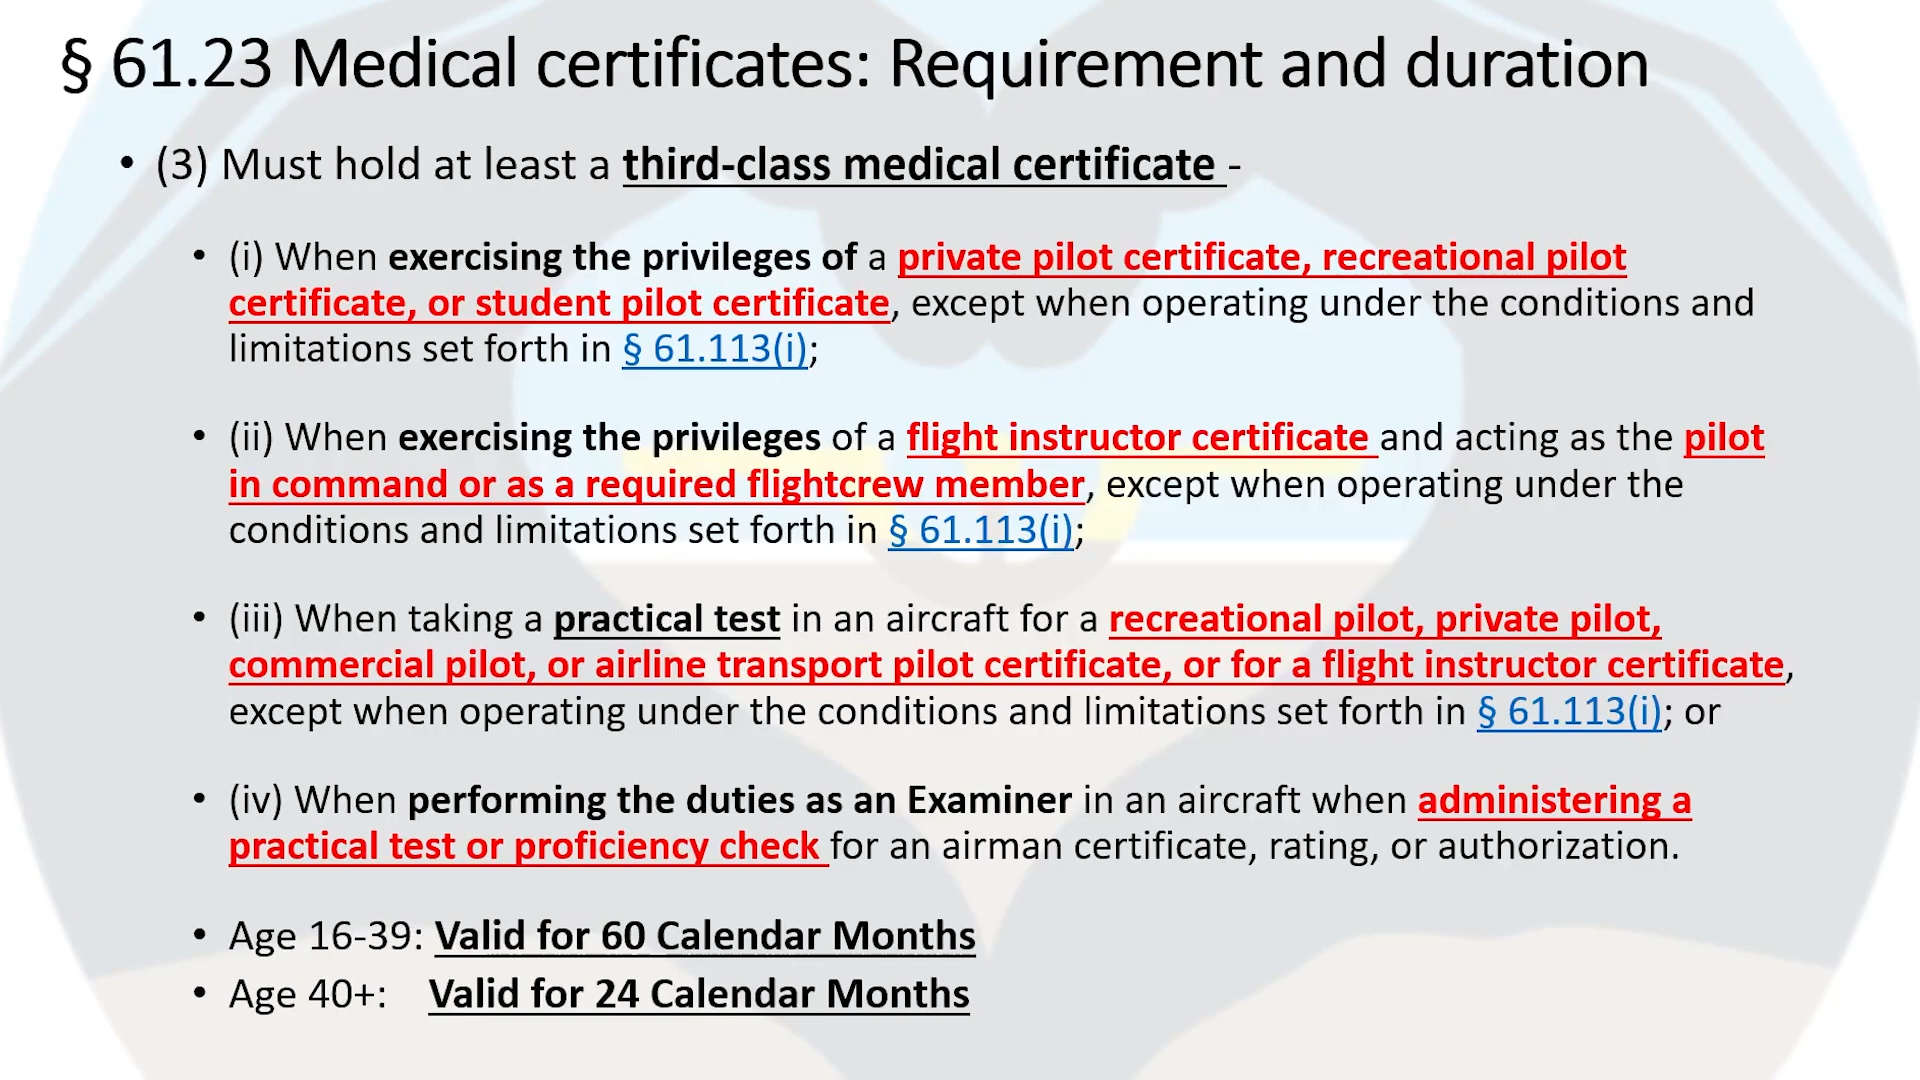 § 61.23 Medical certificates: Requirement and duration
• (3) Must hold at least a third-class medical certificate -
• (i) When exercising the privileges of a private pilot certificate, recreational pilot
certificate, or student pilot certificate, except when operating under the conditions and
limitations set forth in § 61.113(i);
• (ii) When exercising the privileges of a flight instructor certificate and acting as the pilot
in command or as a required flightcrew member, except when operating under the
conditions and limitations set forth in § 61.113(i);
• (iii) When taking a practical test in an aircraft for a recreational pilot, private pilot,
commercial pilot, or airline transport pilot certificate, or for a flight instructor certificate,
except when operating under the conditions and limitations set forth in § 61.113(i); or
• (iv) When performing the duties as an Examiner in an aircraft when administering a
practical test or proficiency check for an airman certificate, rating, or authorization.
• Age 16-39: Valid for 60 Calendar Months
• Age 40+: Valid for 24 Calendar Months